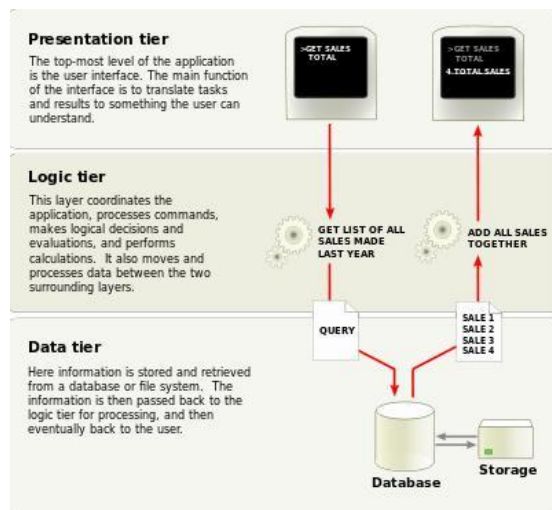 Presentation tier
The top-most level of the application
is the user interface. The main function
of the interface is to translate tasks
and results to something the user can
understand.
>GET SALES
TOTAL
>GET SALES
TOTAL
4 TOTAL SALES
Logic tier
This layer coordinates the
application, processes commands,
makes logical decisions and
evaluations, and performs
calculations. It also moves and
processes data between the two
surrounding layers.
GET LIST OF ALL
SALES MADE
LAST YEAR
ADD ALL SALES
TOGETHER
QUERY
SALE 1
SALE 2
SALE 3
SALE 4
Data tier
Here information is stored and retrieved
from a database or file system. The
information is then passed back to the
logic tier for processing, and then
eventually back to the user.
Database
Storage